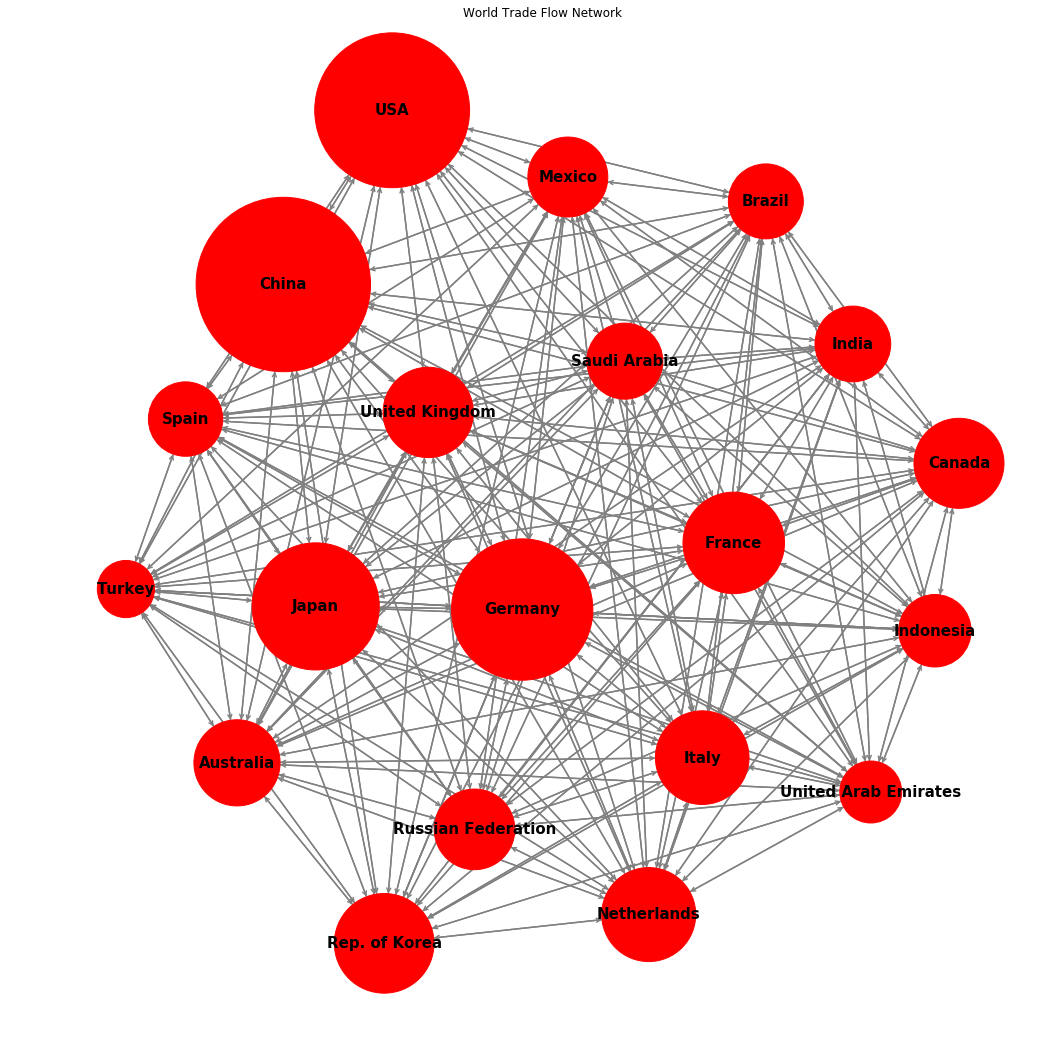 World Trade Flow Network
USA
Mexico
Brazil
China
India
Saudi Arabia
United Kingdom
Spain
Canada
France
Turkey
Japan
Germany
Indonesia
Italy
Australia
United Arab Emirates
Russian Federation
Netherlands
Rep. of Korea